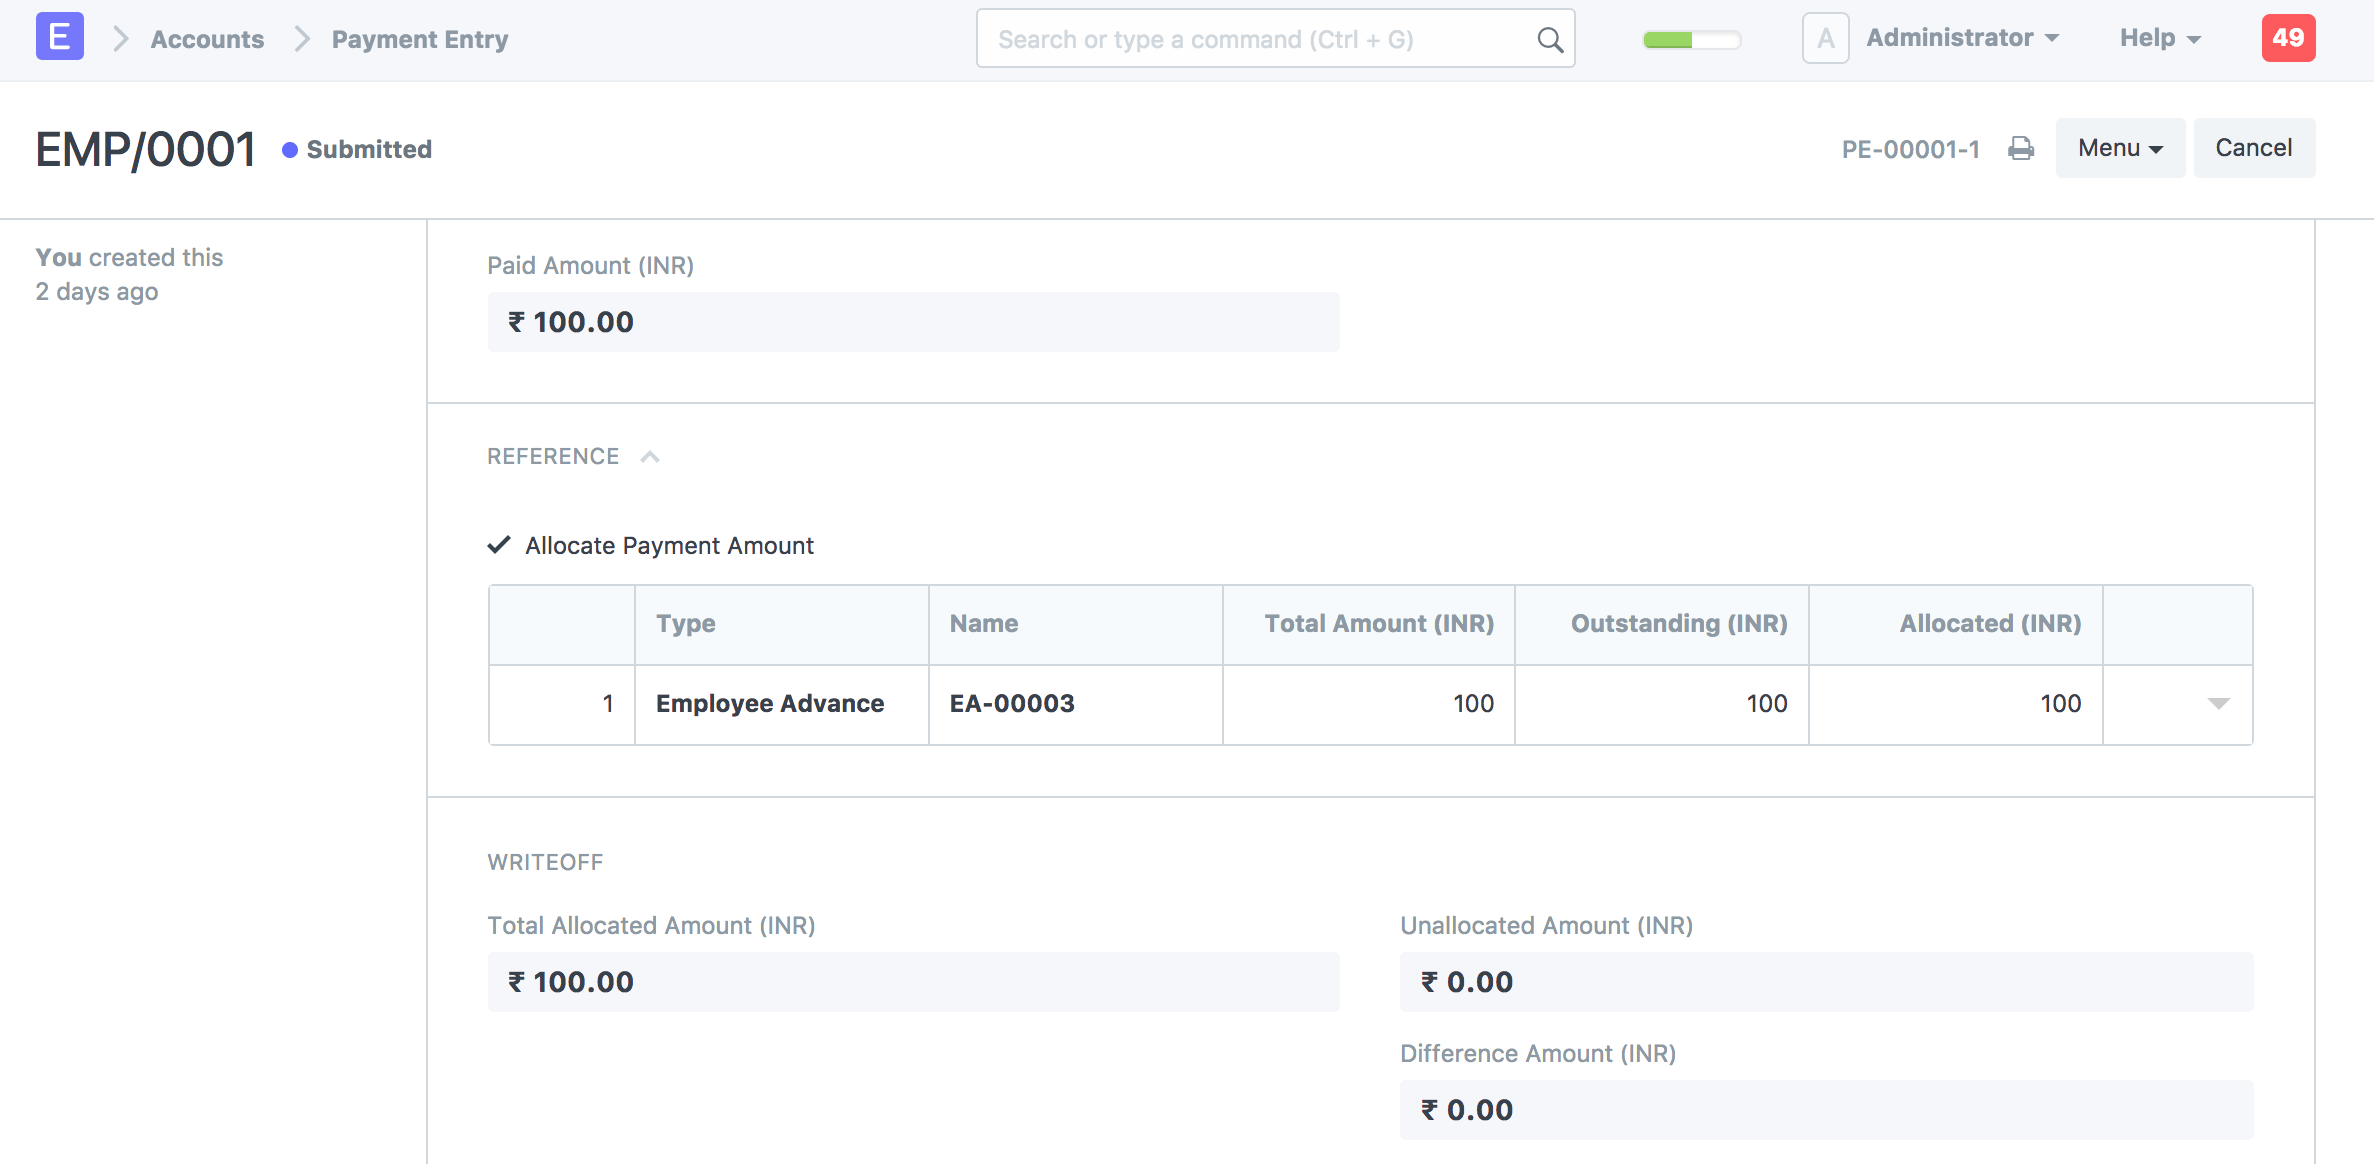 E Accounts Payment Entry Search or type a command (Ctrl + G) A Administrator Help 49
EMP/0001 Submitted PE-00001-1 Menu Cancel
You created this
2 days ago
Paid Amount (INR)
₹ 100.00
REFERENCE
Allocate Payment Amount
Type Name Total Amount (INR) Outstanding (INR) Allocated (INR)
1 Employee Advance EA-00003 100 100 100
WRITEOFF
Total Allocated Amount (INR) Unallocated Amount (INR)
₹ 100.00 ₹ 0.00
Difference Amount (INR)
₹ 0.00